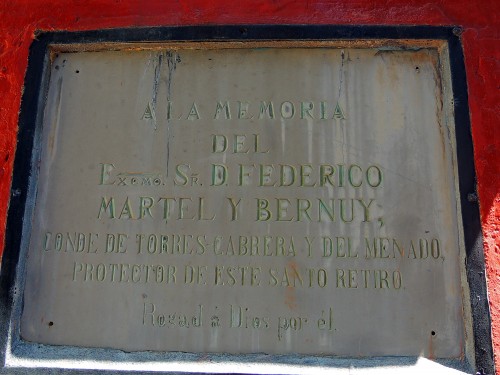 A LA MEMORIA
DEL
EXCMO. SR. D. FEDERICO
MARTEL Y BERNUY;
CONDE DE TORRES-CABRERA Y DEL MENADO,
PROTECTOR DE ESTE SANTO RETIRO.
Rogad á Dios por él.